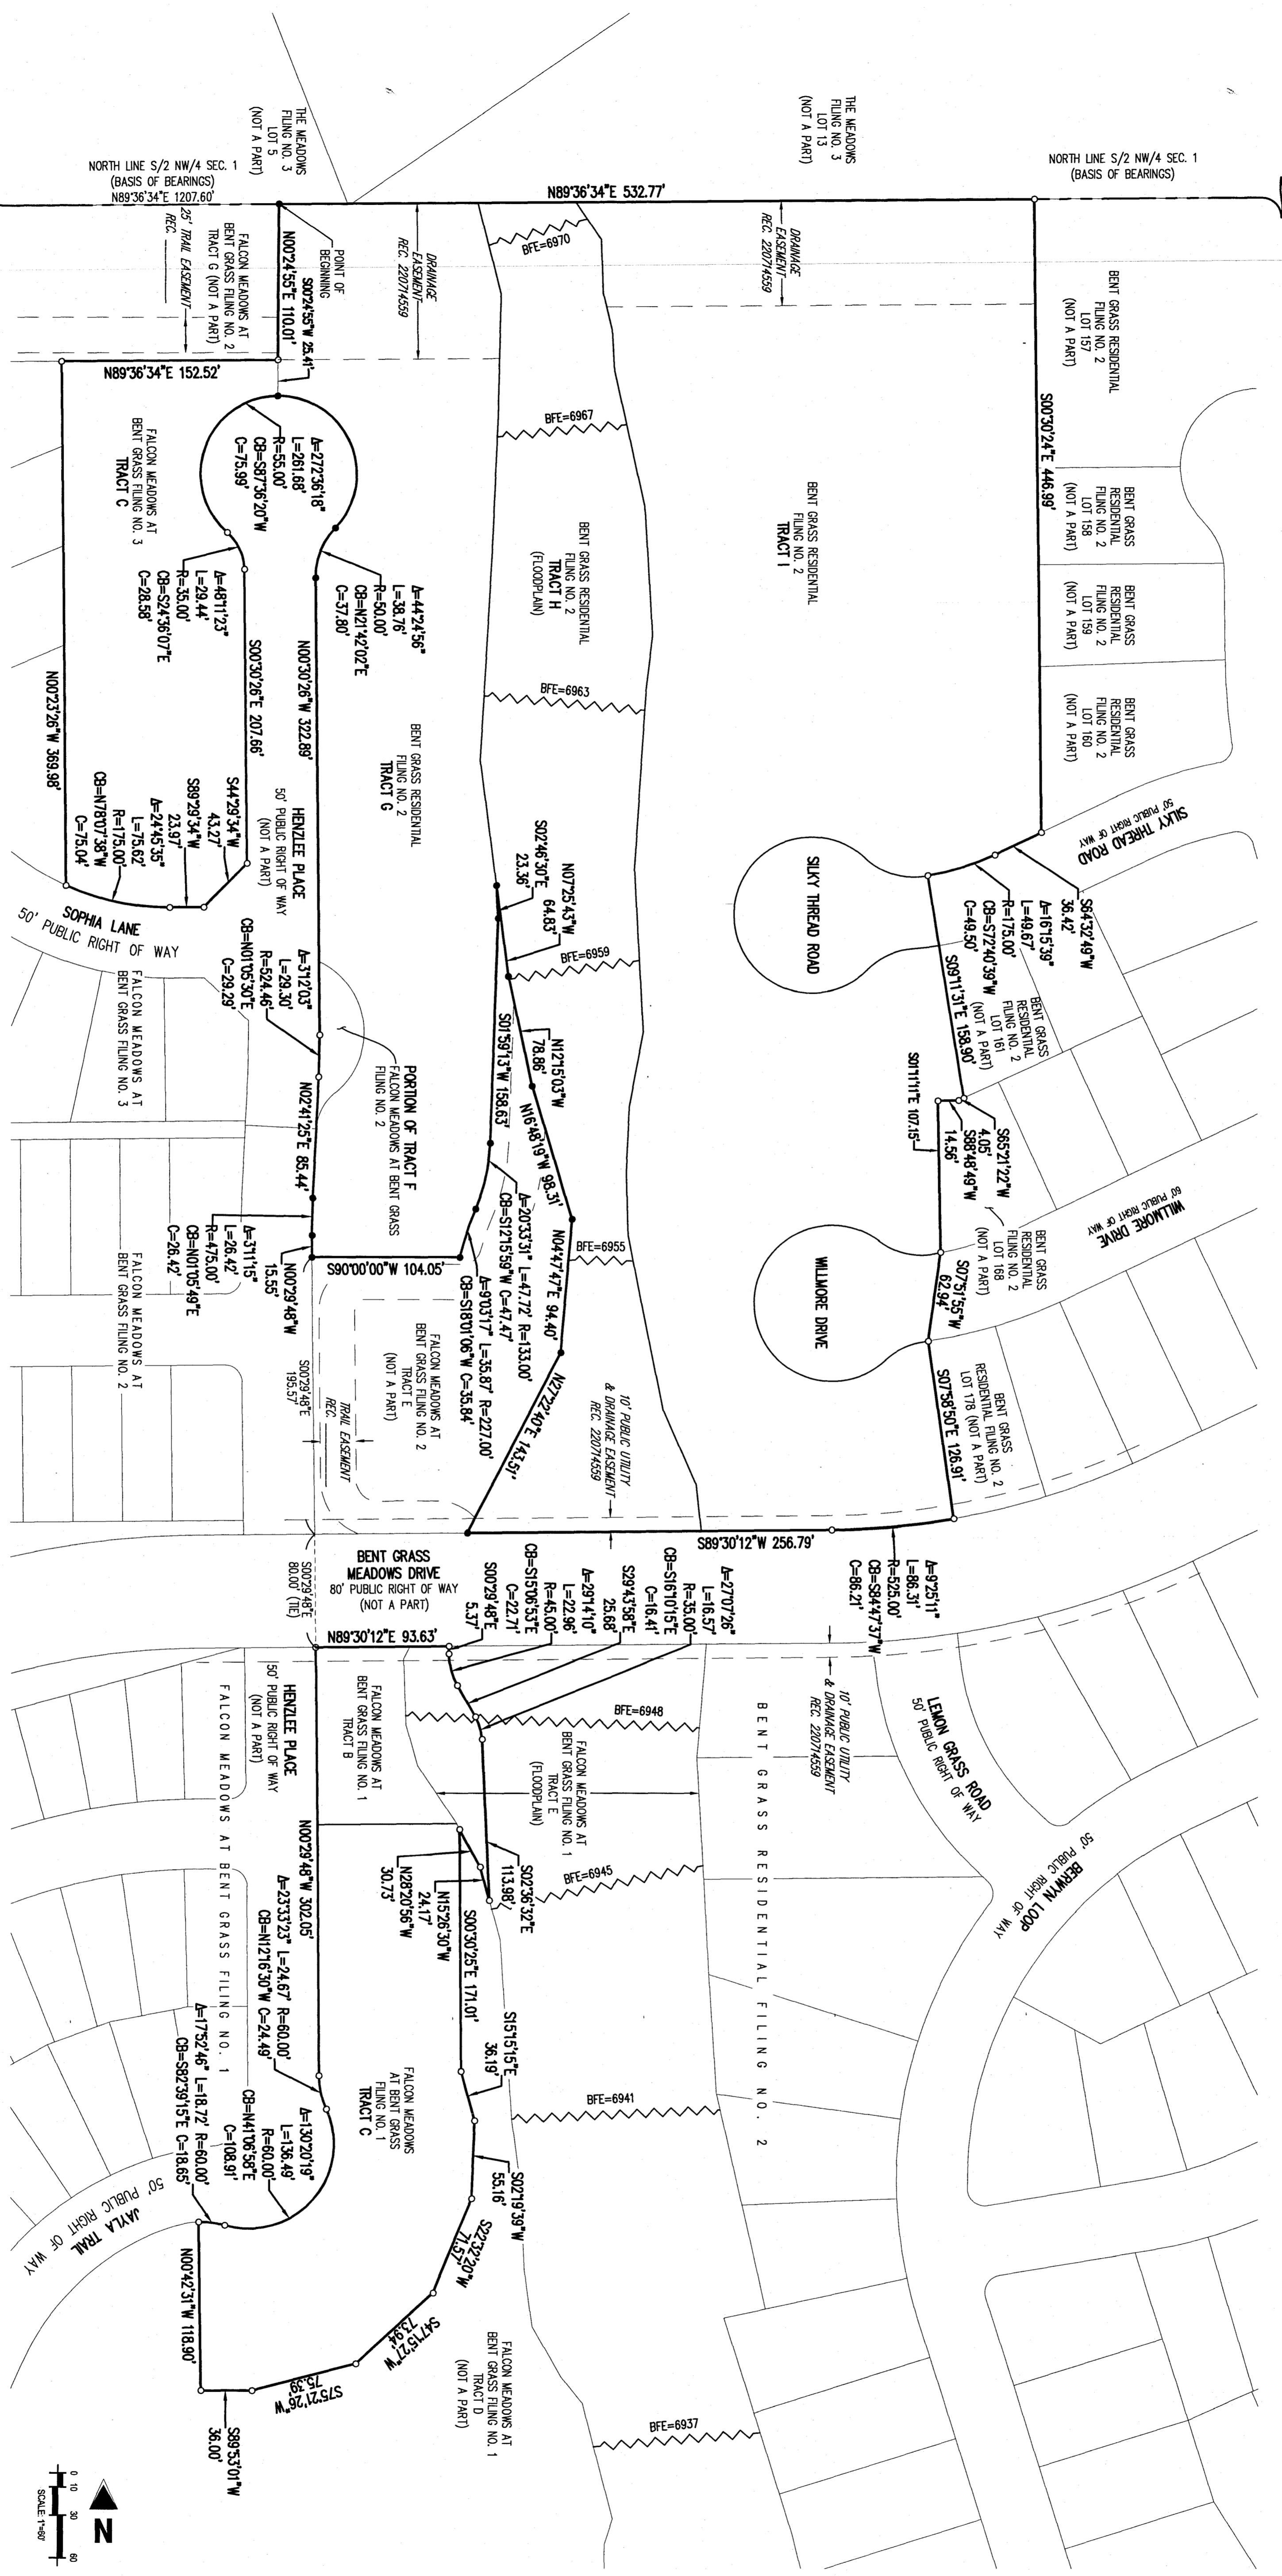 THE MEADOWS
FILING NO. 3
LOT 5
(NOT A PART)
THE MEADOWS
FILING NO. 3
LOT 13
(NOT A PART)
NORTH LINE S/2 NW/4 SEC. 1
(BASIS OF BEARINGS)
N89°36'34"E 1207.60'
N89°36'34"E 532.77'
NORTH LINE S/2 NW/4 SEC. 1
(BASIS OF BEARINGS)
25' TRAIL EASEMENT
REC.
FALCON MEADOWS AT
BENT GRASS FILING NO. 2
TRACT G (NOT A PART)
N00°24'55"E 110.01'
POINT OF
BEGINNING
S00°24'55"W 25.41'
DRAINAGE
EASEMENT
REC. 220714559
BFE=6970
DRAINAGE
EASEMENT
REC. 220714559
BENT GRASS RESIDENTIAL
FILING NO. 2
LOT 157
(NOT A PART)
N89°36'34"E 152.52'
S00°30'24"E 446.99'
FALCON MEADOWS AT
BENT GRASS FILING NO. 3
TRACT C
Δ=272°36'18"
L=261.68'
R=55.00'
CB=S87°36'20"W
C=75.99'
BFE=6967
BENT GRASS RESIDENTIAL
FILING NO. 2
TRACT H
(FLOODPLAIN)
BENT GRASS RESIDENTIAL
FILING NO. 2
TRACT I
BENT GRASS
RESIDENTIAL
FILING NO. 2
LOT 158
(NOT A PART)
BENT GRASS
RESIDENTIAL
FILING NO. 2
LOT 159
(NOT A PART)
BENT GRASS
RESIDENTIAL
FILING NO. 2
LOT 160
(NOT A PART)
Δ=48°11'23"
L=29.44'
R=35.00'
CB=S24°36'07"E
C=28.58'
Δ=44°24'56"
L=38.76'
R=50.00'
CB=N21°42'02"E
C=37.80'
N00°23'26"W 369.98'
S00°30'26"E 207.66'
N00°30'26"W 322.89'
BFE=6963
BENT GRASS RESIDENTIAL
FILING NO. 2
TRACT G
HENZLEE PLACE
50' PUBLIC RIGHT OF WAY
(NOT A PART)
S44°29'34"W
43.27'
S89°29'34"W
23.97'
Δ=24°45'35"
L=75.62'
R=175.00'
CB=N78°07'38"W
C=75.04'
SOPHIA LANE
50' PUBLIC RIGHT OF WAY
S02°46'30"E
23.36'
N07°25'43"W
64.83'
BFE=6959
SILKY THREAD ROAD
SILKY THREAD ROAD
50' PUBLIC RIGHT OF WAY
S64°32'49"W
36.42'
Δ=16°15'39"
L=49.67'
R=175.00'
CB=S72°40'39"W
C=49.50'
S09°11'31"E 158.90'
BENT GRASS
RESIDENTIAL
FILING NO. 2
LOT 161
(NOT A PART)
FALCON MEADOWS AT
BENT GRASS FILING NO. 3
Δ=3°12'03"
L=29.30'
R=524.46'
CB=N01°05'30"E
C=29.29'
N02°41'25"E 85.44'
PORTION OF TRACT F
FALCON MEADOWS AT BENT GRASS
FILING NO. 2
S01°59'13"W 158.63'
N12°15'03"W
78.86'
N16°48'19"W 98.31'
S01°11'11"E 107.15'
S65°21'22"W
4.05'
S88°48'49"W
14.56'
BENT GRASS
RESIDENTIAL
FILING NO. 2
LOT 168
(NOT A PART)
WILLMORE DRIVE
60' PUBLIC RIGHT OF WAY
WILLMORE DRIVE
FALCON MEADOWS AT
BENT GRASS FILING NO. 2
Δ=3°11'15"
L=26.42'
R=475.00'
CB=N01°05'49"E
C=26.42'
N00°29'48"W
15.55'
S90°00'00"W 104.05'
Δ=20°33'31" L=47.72' R=133.00'
CB=S12°15'59"W C=47.47'
Δ=9°03'17" L=35.87' R=227.00'
CB=S18°01'06"W C=35.84'
BFE=6955
N04°47'47"E 94.40'
N27°22'40"E 143.51'
S07°51'55"W
62.94'
S07°58'50"E 126.91'
BENT GRASS
RESIDENTIAL FILING NO. 2
LOT 178 (NOT A PART)
S00°29'48"E
195.57'
TRAIL EASEMENT
REC.
FALCON MEADOWS AT
BENT GRASS FILING NO. 2
TRACT E
(NOT A PART)
10' PUBLIC UTILITY
& DRAINAGE EASEMENT
REC. 220714559
S89°30'12"W 256.79'
Δ=9°25'11"
L=86.31'
R=525.00'
CB=S84°47'37"W
C=86.21'
S00°29'48"E
80.00' (TIE)
BENT GRASS
MEADOWS DRIVE
80' PUBLIC RIGHT OF WAY
(NOT A PART)
N89°30'12"E 93.63'
S00°29'48"E
5.37'
Δ=29°14'10"
L=22.96'
R=45.00'
CB=S15°06'53"E
C=22.71'
S29°43'58"E
25.68'
Δ=27°07'26"
L=16.57'
R=35.00'
CB=S16°10'15"E
C=16.41'
10' PUBLIC UTILITY
& DRAINAGE EASEMENT
REC. 220714559
LEMON GRASS ROAD
50' PUBLIC RIGHT OF WAY
HENZLEE PLACE
50' PUBLIC RIGHT OF WAY
(NOT A PART)
FALCON MEADOWS AT
BENT GRASS FILING NO. 1
TRACT B
BFE=6948
FALCON MEADOWS AT
BENT GRASS FILING NO. 1
TRACT E
(FLOODPLAIN)
BERWYN LOOP
50' PUBLIC RIGHT OF WAY
FALCON MEADOWS AT BENT GRASS FILING NO. 1
BENT GRASS RESIDENTIAL FILING NO. 2
N00°29'48"W 302.05'
S02°36'32"E
113.98'
BFE=6945
N15°26'30"W
24.17'
N28°20'56"W
30.73'
S00°30'25"E 171.01'
Δ=23°33'23" L=24.67' R=60.00'
CB=N12°16'30"W C=24.49'
S15°15'15"E
36.19'
BFE=6941
FALCON MEADOWS
AT BENT GRASS
FILING NO. 1
TRACT C
Δ=130°20'19"
L=136.49'
R=60.00'
CB=N41°06'58"E
C=108.91'
Δ=17°52'46" L=18.72' R=60.00'
CB=S82°39'15"E C=18.65'
S02°19'39"W
55.16'
JAYLA TRAIL
50' PUBLIC RIGHT OF WAY
S22°32'20"W
71.57'
N00°42'31"W 118.90'
S47°15'27"W
73.94'
S75°21'26"W
75.39'
S89°53'01"W
36.00'
FALCON MEADOWS AT
BENT GRASS FILING NO. 1
TRACT D
(NOT A PART)
BFE=6937
N
0 10 30 60
SCALE: 1"=60'